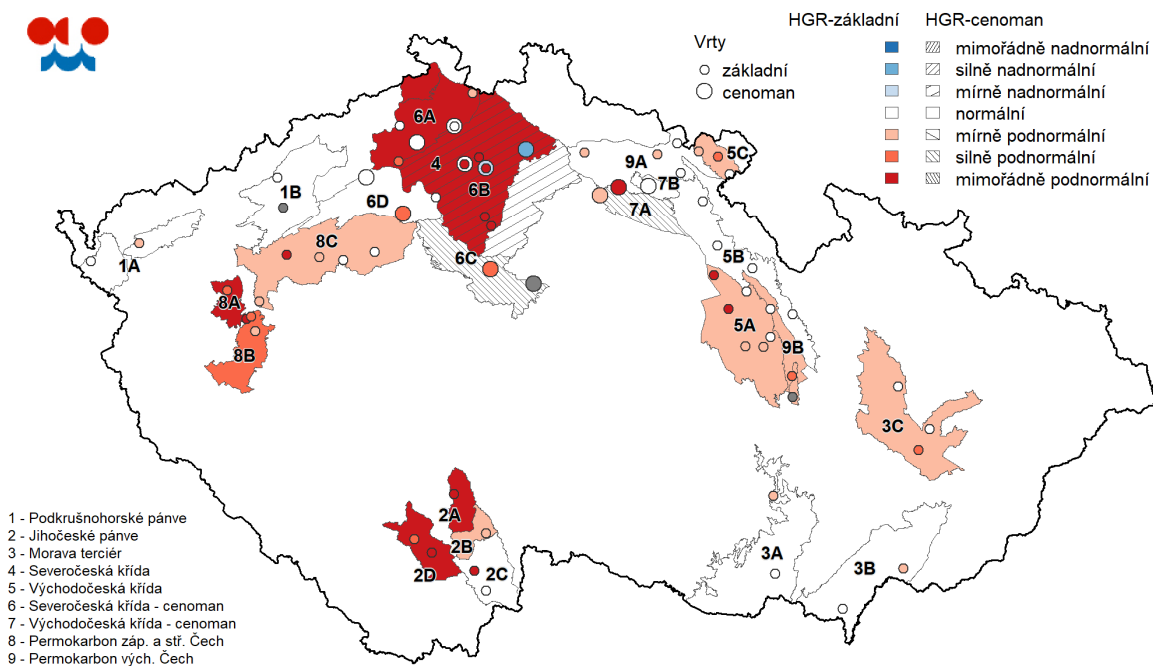 HGR-základní HGR-cenoman
Vrty
základní
cenoman
mimořádně nadnormální
silně nadnormální
mírně nadnormální
normální
mírně podnormální
silně podnormální
mimořádně podnormální
6A
4
6B
1B
6D
9A
5C
7B
7A
8C
6C
1A
5B
8A
5A
8B
9B
3C
2A
2B
2D
2C
3A
3B
1 - Podkrušnohorské pánve
2 - Jihočeské pánve
3 - Morava terciér
4 - Severočeská křída
5 - Východočeská křída
6 - Severočeská křída - cenoman
7 - Východočeská křída - cenoman
8 - Permokarbon záp. a stř. Čech
9 - Permokarbon vých. Čech